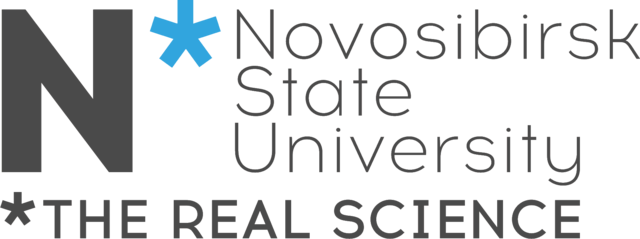 N* Novosibirsk
State
University
*THE REAL SCIENCE